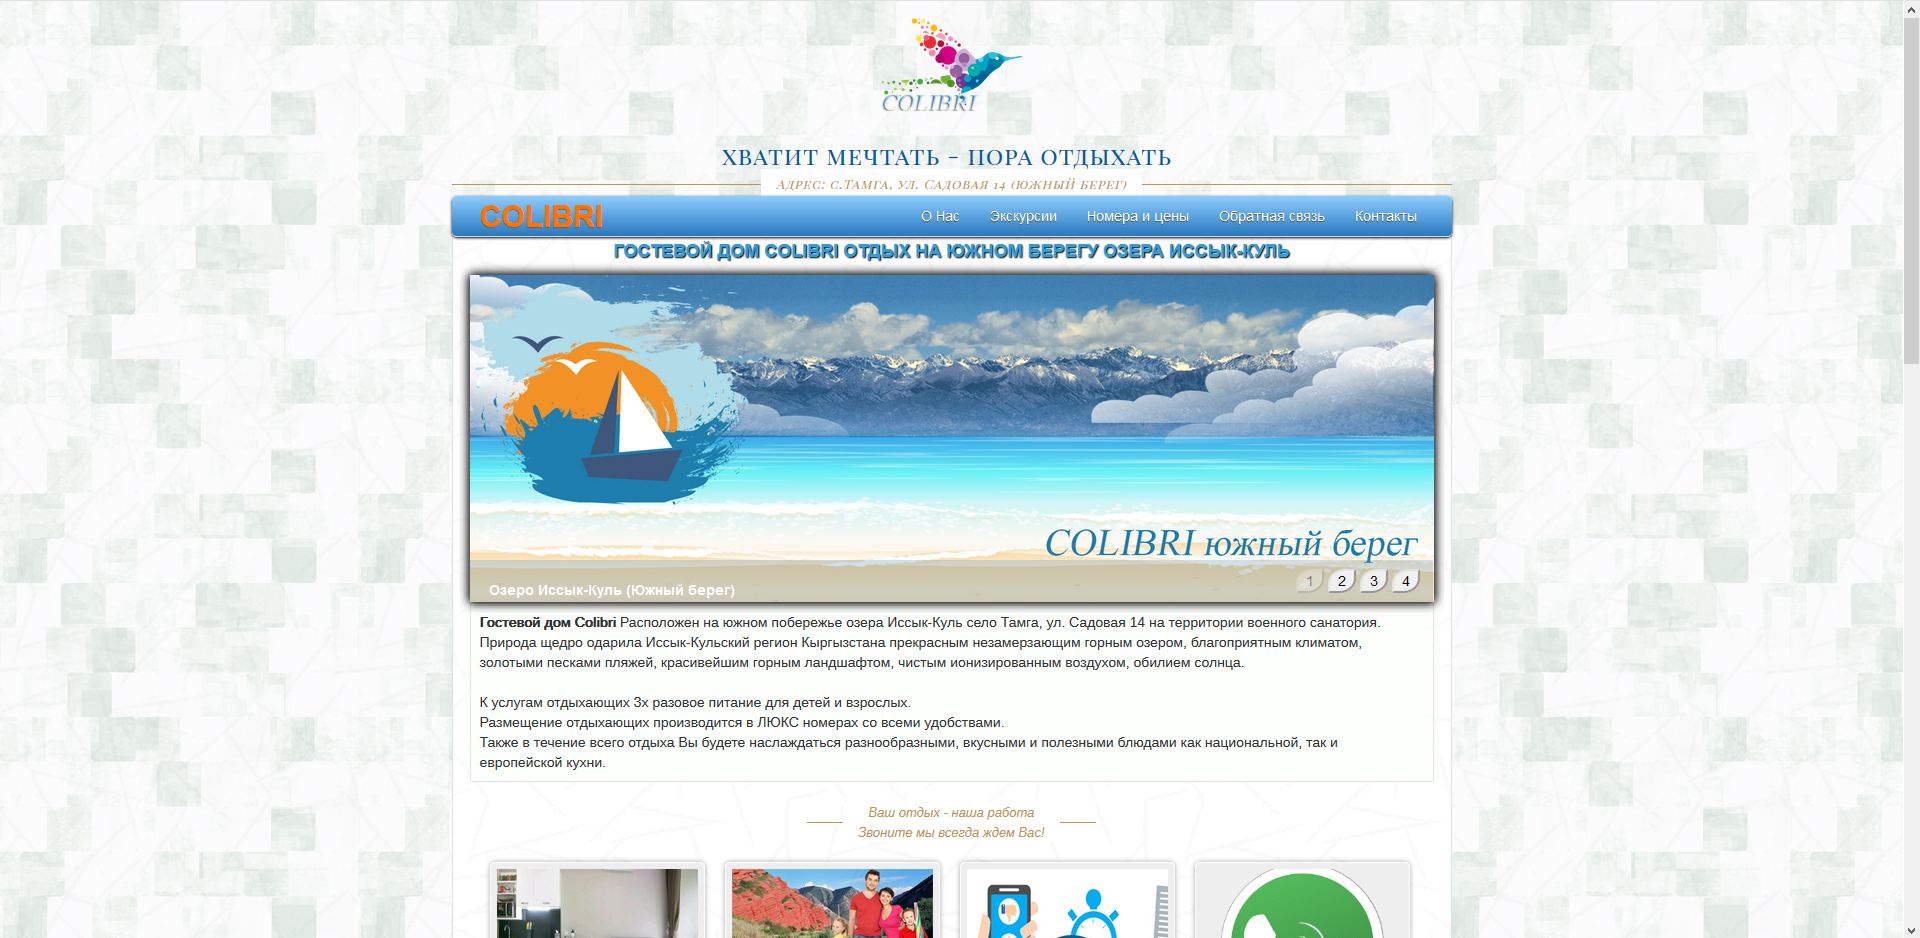 COLIBRI
ХВАТИТ МЕЧТАТЬ - ПОРА ОТДЫХАТЬ
Адрес: с.Тамга, ул. Садовая 14 (южный берег)
COLIBRI
О Нас
Экскурсии
Номера и цены
Обратная связь
Контакты
ГОСТЕВОЙ ДОМ COLIBRI ОТДЫХ НА ЮЖНОМ БЕРЕГУ ОЗЕРА ИССЫК-КУЛЬ
COLIBRI южный берег
1 2 3 4
Озеро Иссык-Куль (Южный берег)
Гостевой дом Colibri Расположен на южном побережье озера Иссык-Куль село Тамга, ул. Садовая 14 на территории военного санатория.
Природа щедро одарила Иссык-Кульский регион Кыргызстана прекрасным незамерзающим горным озером, благоприятным климатом,
золотыми песками пляжей, красивейшим горным ландшафтом, чистым ионизированным воздухом, обилием солнца.
К услугам отдыхающих 3х разовое питание для детей и взрослых.
Размещение отдыхающих производится в ЛЮКС номерах со всеми удобствами.
Также в течение всего отдыха Вы будете наслаждаться разнообразными, вкусными и полезными блюдами как национальной, так и
европейской кухни.
Ваш отдых - наша работа
Звоните мы всегда ждем Вас!